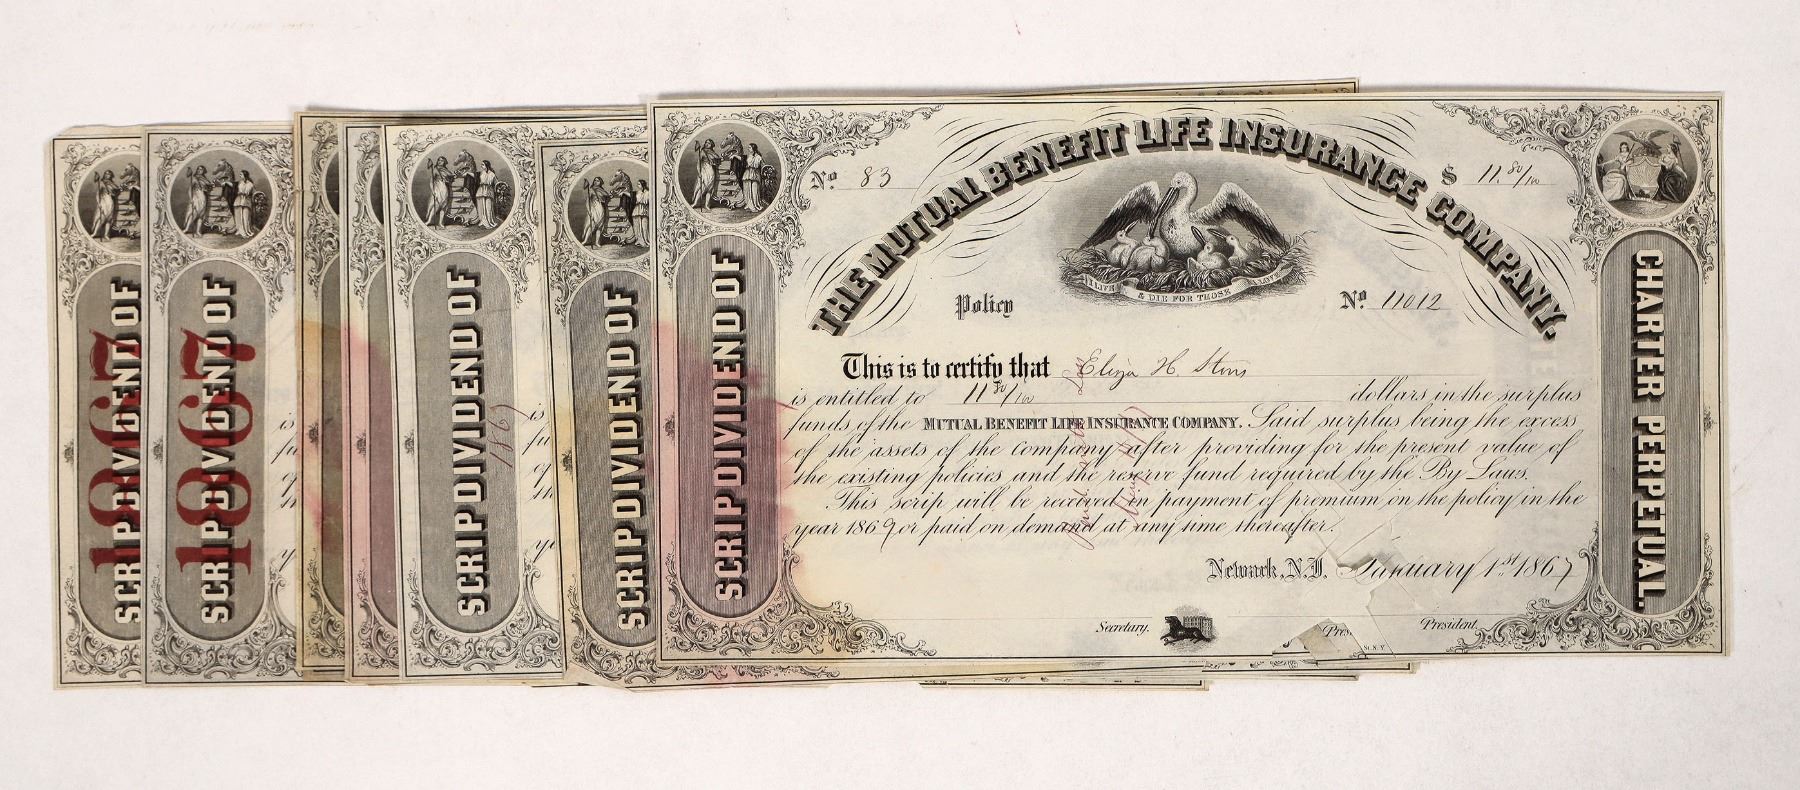 SCRIP DIVIDEND OF
1867
SCRIP DIVIDEND OF
1867
SCRIP DIVIDEND OF
1867
SCRIP DIVIDEND OF
SCRIP DIVIDEND OF
Nº 83
THE MUTUAL BENEFIT LIFE INSURANCE COMPANY.
$ 11.80/100
I LIVE & DIE FOR THOSE I LOVE
Policy Nº 11012
This is to certify that Eliza H.
is entitled to 11 80/100 dollars in the surplus
funds of the MUTUAL BENEFIT LIFE INSURANCE COMPANY. Said surplus being the excess
of the assets of the company after providing for the present value of
the existing policies and the reserve fund required by the By Laws.
This scrip will be received in payment of premium on the policy in the
year 1869 or paid on demand at any time thereafter.
Newark, N.J. January 1st 1867
Secretary.
President.
CHARTER PERPETUAL.